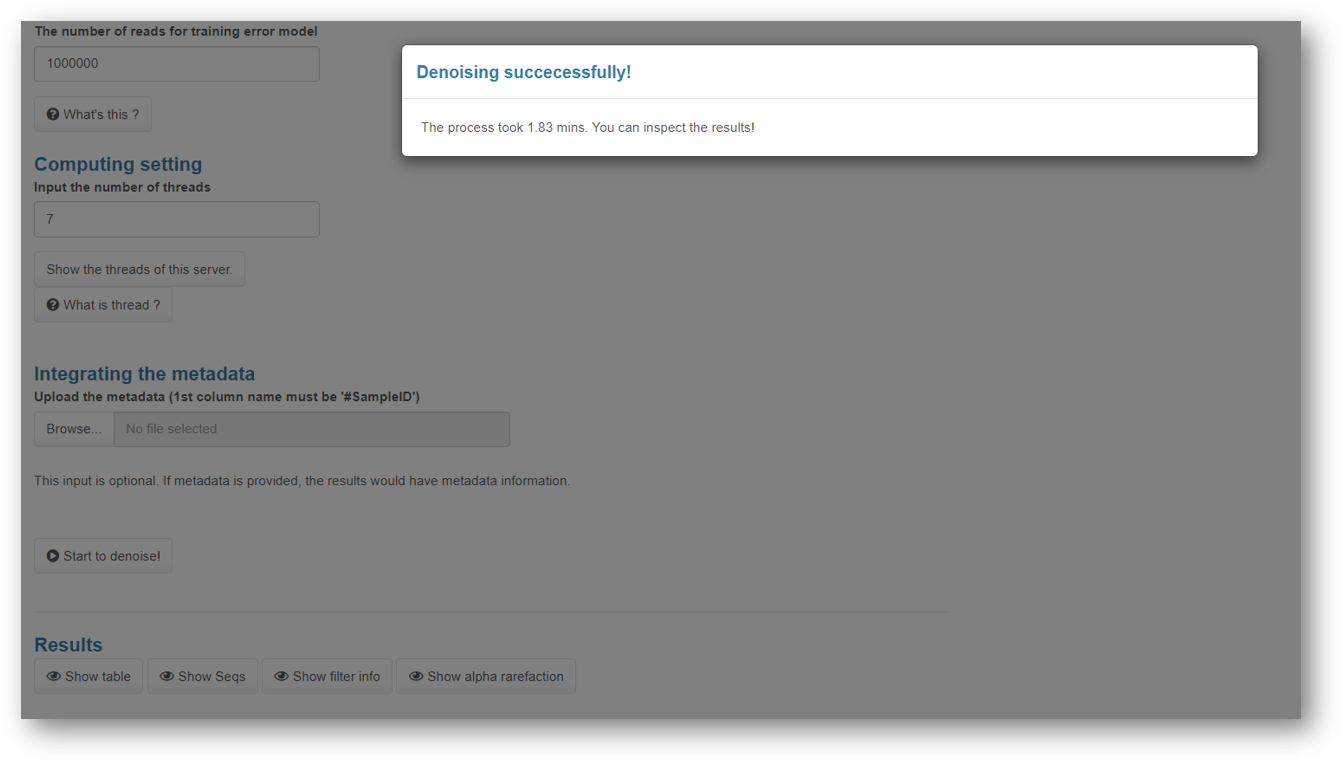 The number of reads for training error model
1000000
What's this ?
Denoising succecessfully!
The process took 1.83 mins. You can inspect the results!
Computing setting
Input the number of threads
7
Show the threads of this server.
What is thread ?
Integrating the metadata
Upload the metadata (1st column name must be '#SampleID')
Browse... No file selected
This input is optional. If metadata is provided, the results would have metadata information.
Start to denoise!
Results
Show table Show Seqs Show filter info Show alpha rarefaction